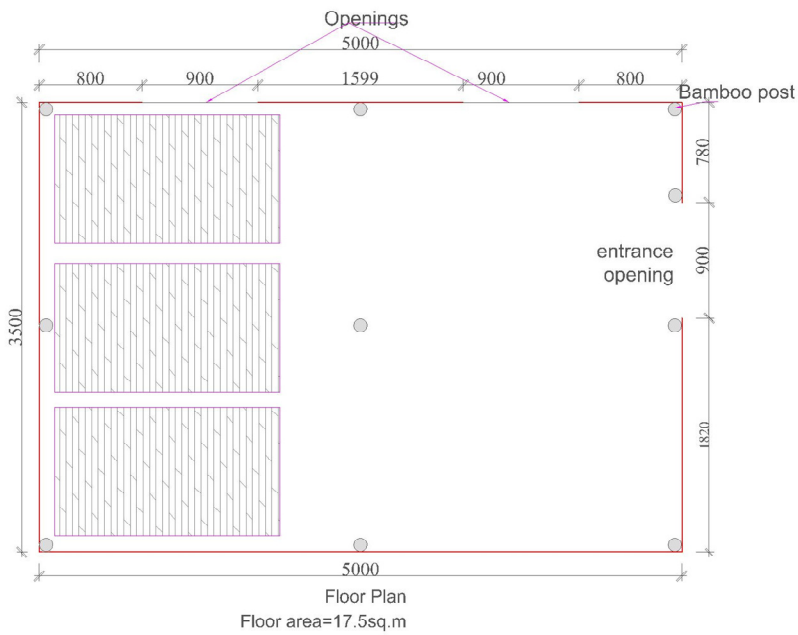 Openings
5000
800
900
1599
900
800
Bamboo post
780
entrance
opening
900
3500
1820
5000
Floor Plan
Floor area=17.5sq.m